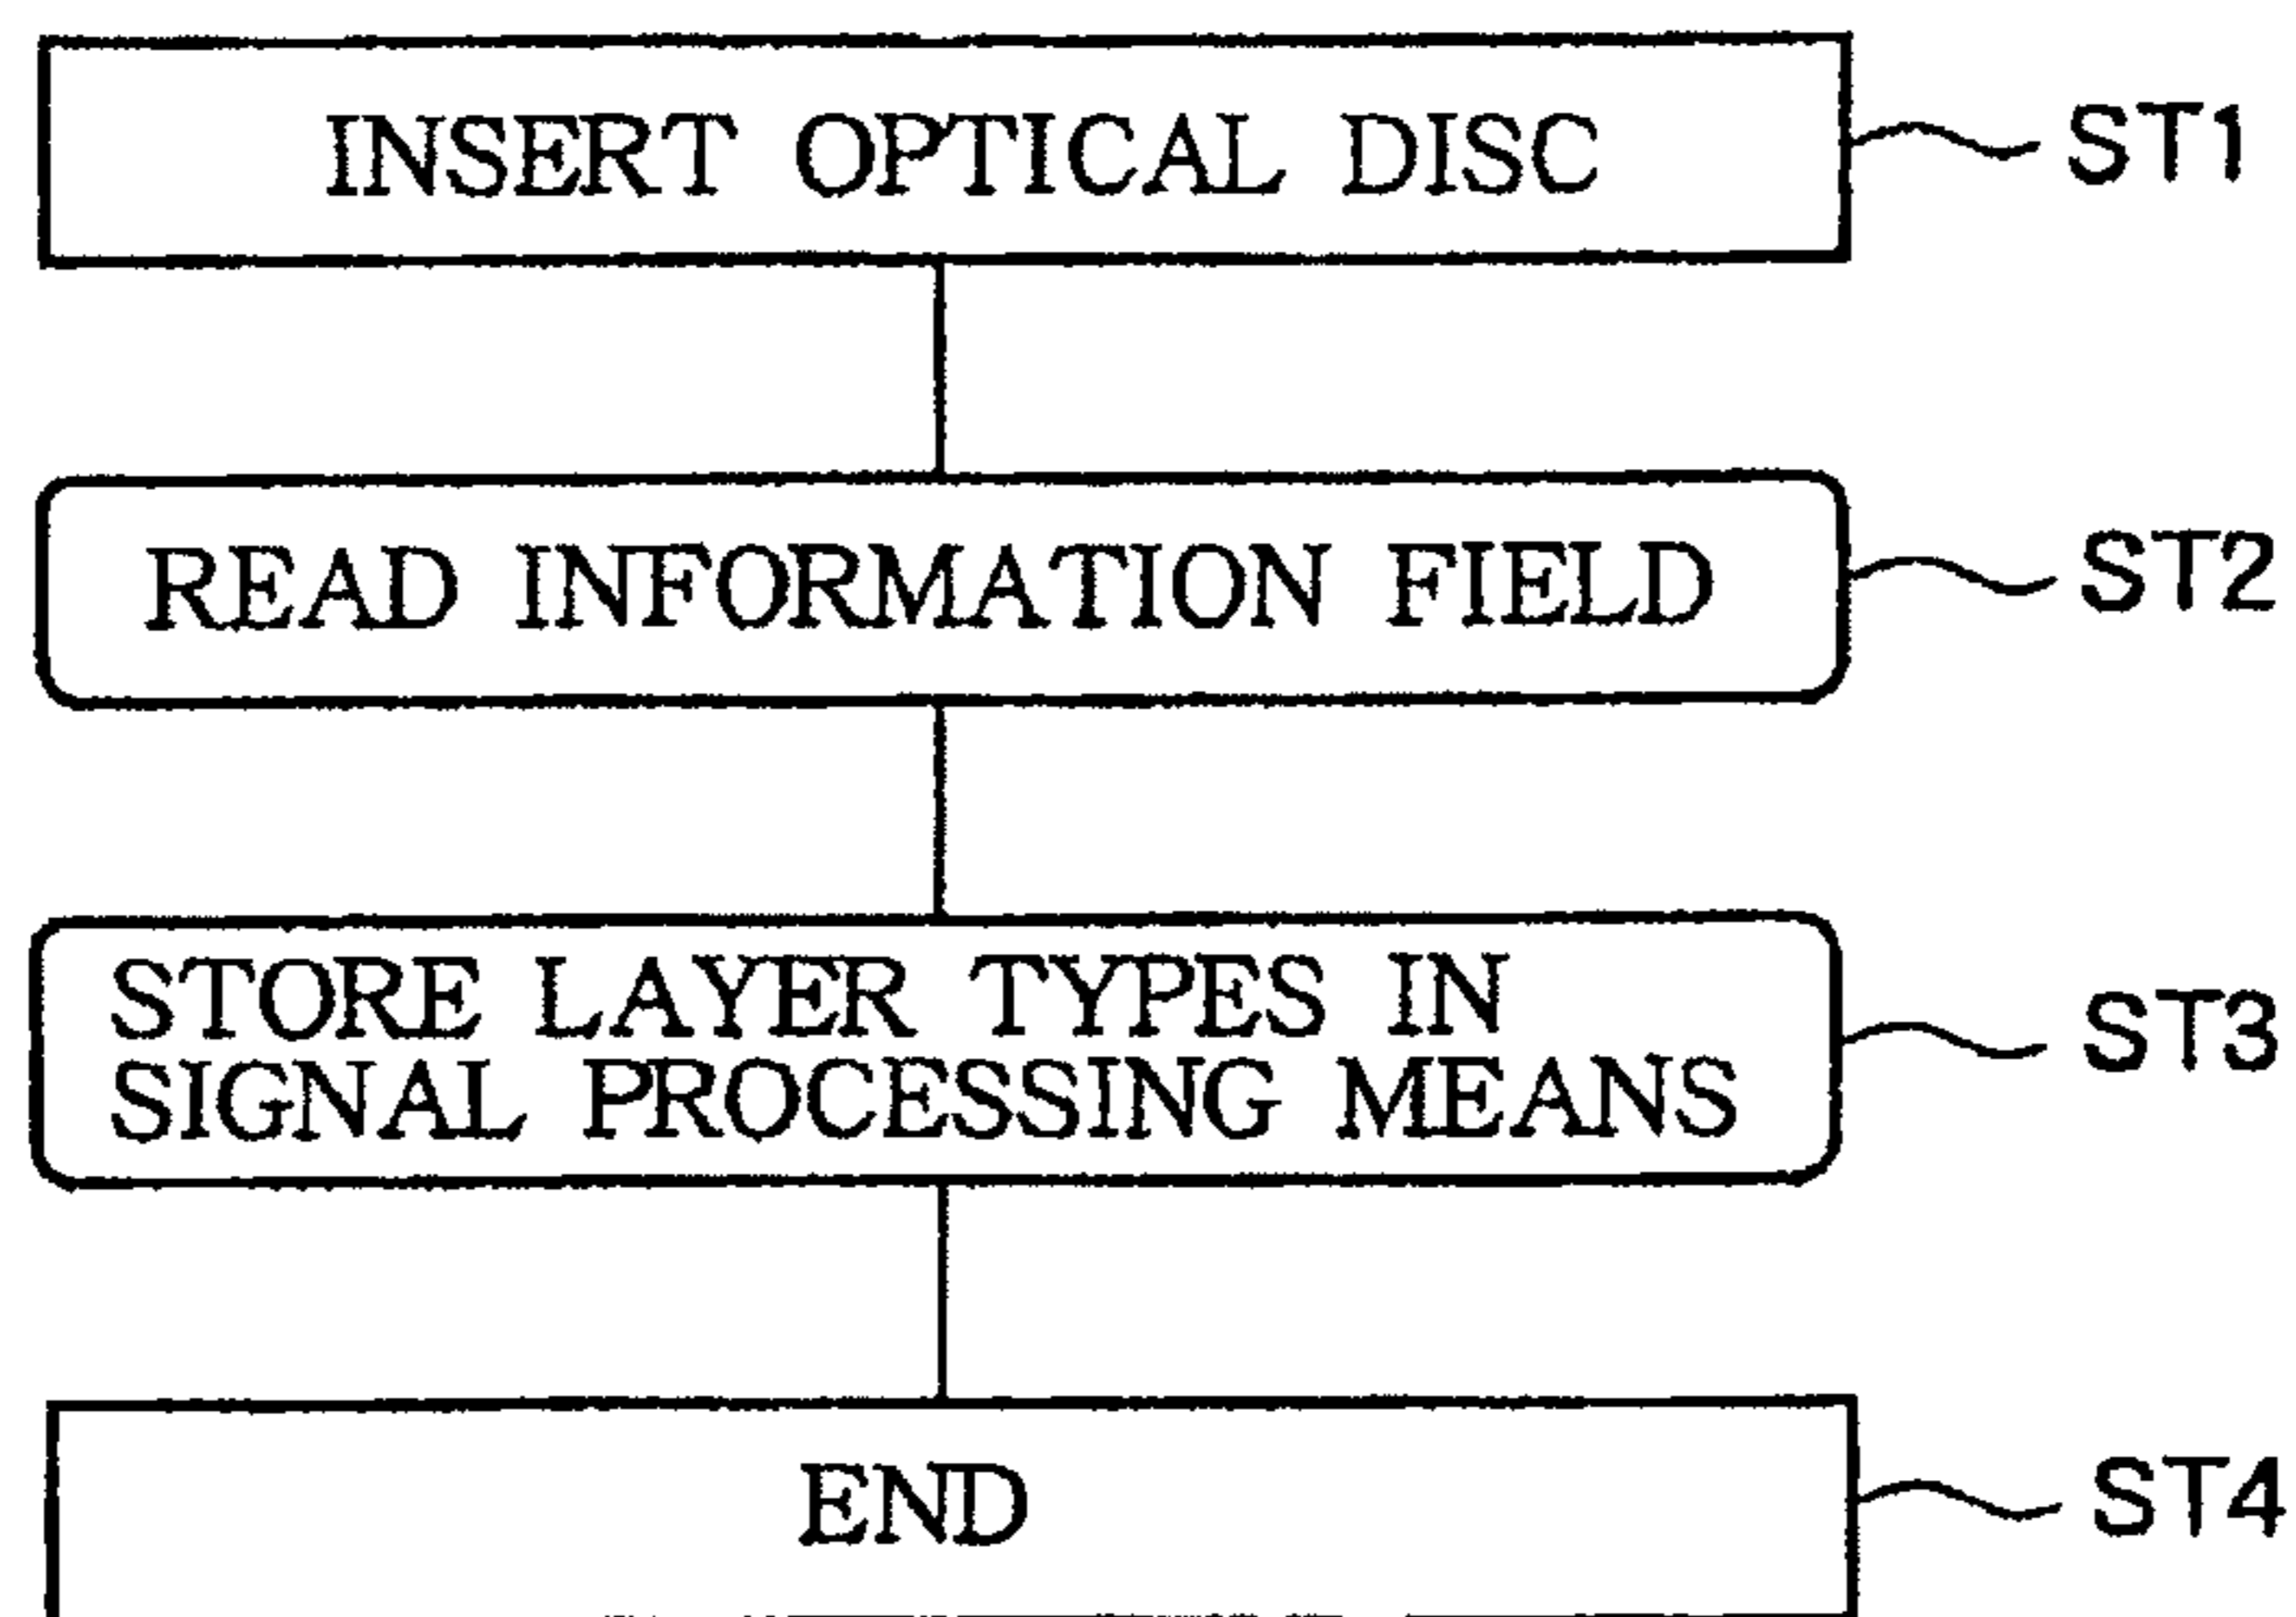 INSERT OPTICAL DISC
ST1
READ INFORMATION FIELD
ST2
STORE LAYER TYPES IN
SIGNAL PROCESSING MEANS
ST3
END
ST4